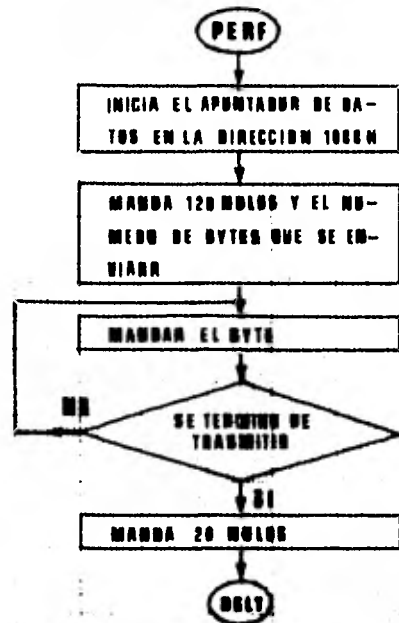 PERF
INICIA EL APUNTADOR DE DA-
TOS EN LA DIRECCION 1000H
MANDA 120 NULOS Y EL NU-
MERO DE BYTES QUE SE EN-
VIARA
MANDAR EL BYTE
NO
SE TERMINO DE
TRASMITIR
SI
MANDA 20 NULOS